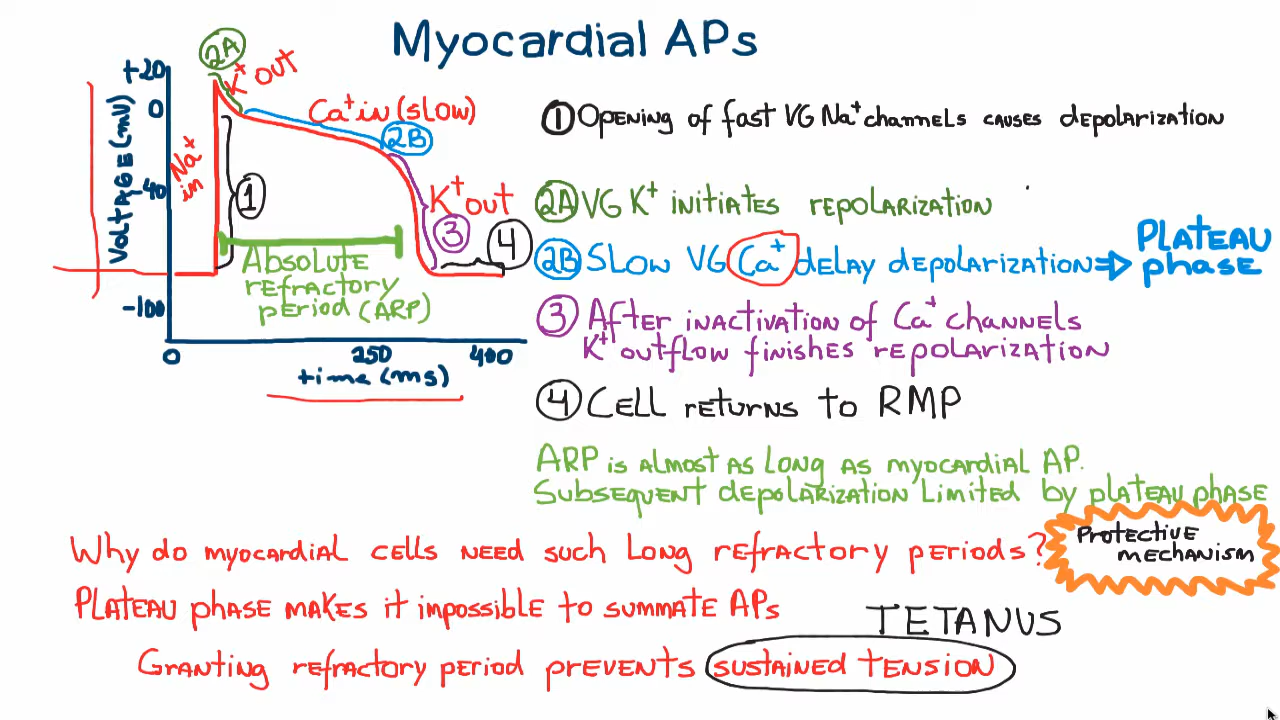 Myocardial APs
+20
0
-40
-100
Voltage (mV)
0
250
400
time (ms)
2A
K+ out
Ca+ in (slow)
2B
Na+
in
1
K+ out
3
4
Absolute
refractory
period (ARP)
1 Opening of fast VG Na+ channels causes depolarization
2A VG K+ initiates repolarization
2B Slow VG Ca+ delay depolarization ⇒ Plateau
phase
3 After inactivation of Ca+ channels
K+ outflow finishes repolarization
4 Cell returns to RMP
ARP is almost as long as myocardial AP.
Subsequent depolarization limited by plateau phase
Why do myocardial cells need such long refractory periods?
Protective
mechanism
Plateau phase makes it impossible to summate APs
TETANUS
Granting refractory period prevents sustained tension